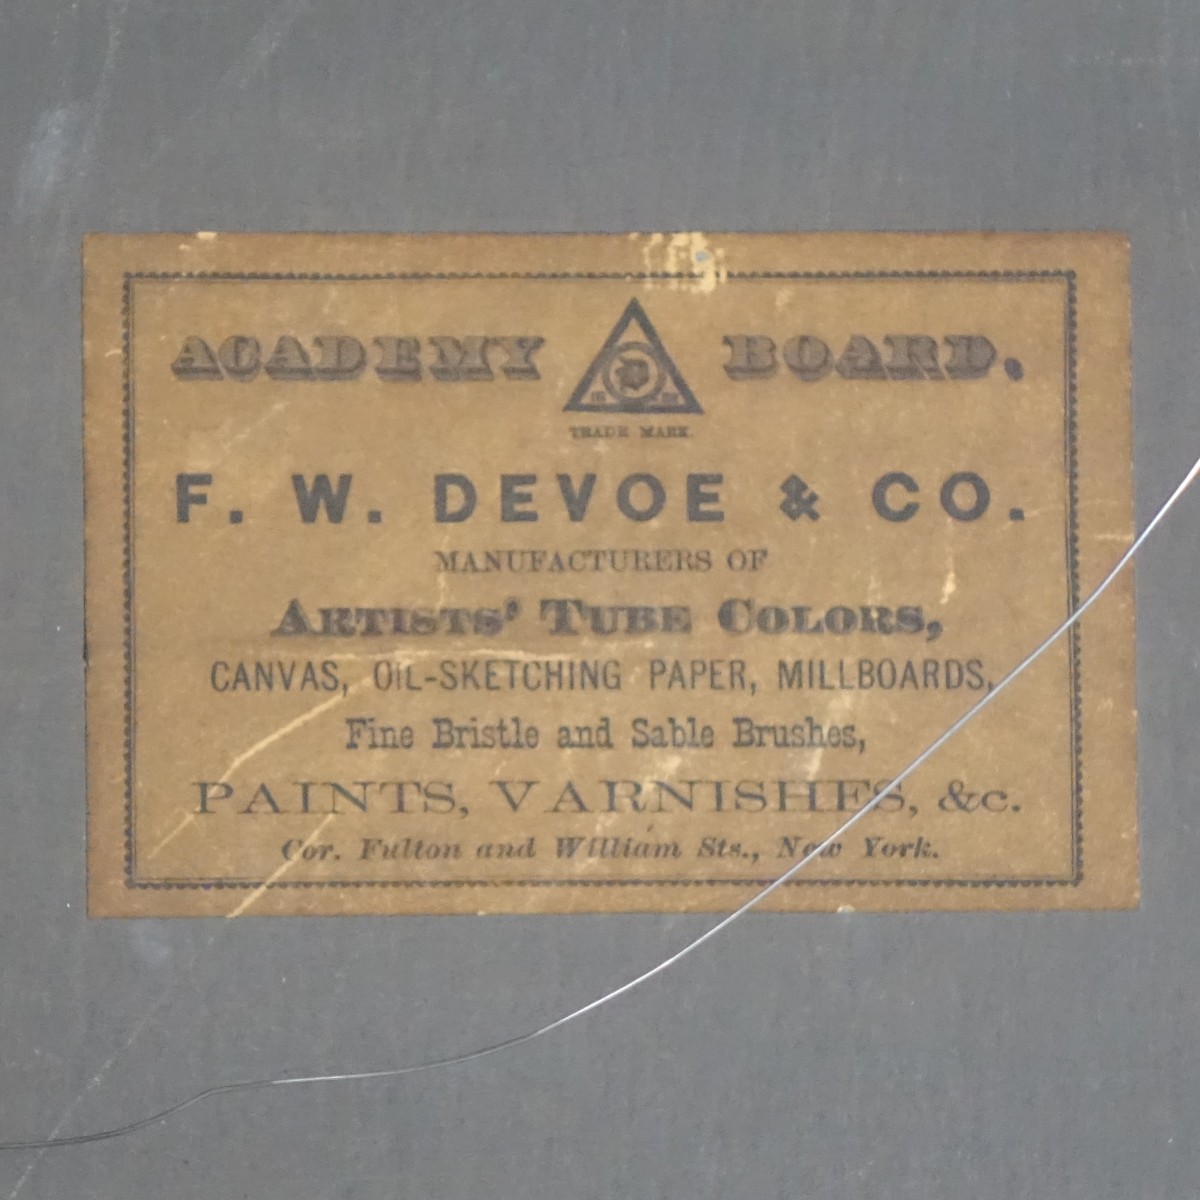 ACADEMY BOARD.
D
TRADE MARK.
F. W. DEVOE & CO.
MANUFACTURERS OF
ARTISTS' TUBE COLORS,
CANVAS, OIL-SKETCHING PAPER, MILLBOARDS,
Fine Bristle and Sable Brushes,
PAINTS, VARNISHES, &c.
Cor. Fulton and William Sts., New York.